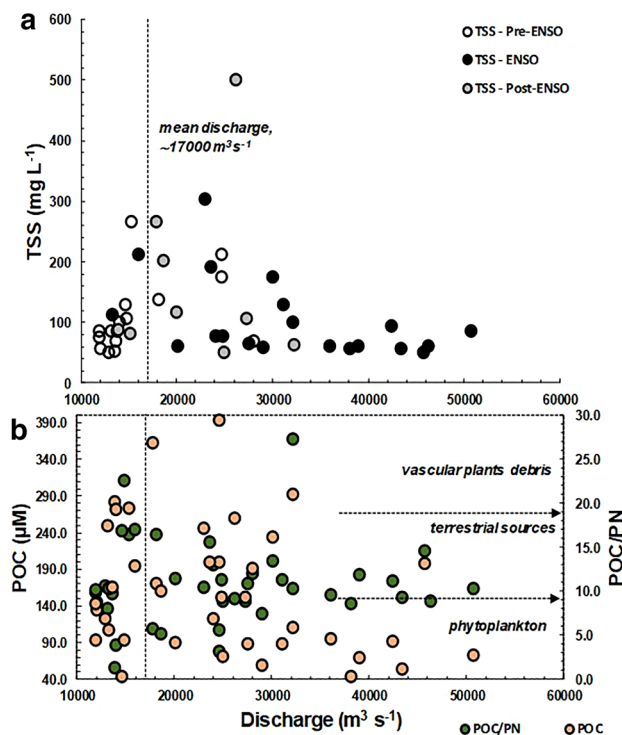 a
TSS - Pre-ENSO
TSS - ENSO
TSS - Post-ENSO
mean discharge,
~17000 m³s⁻¹
TSS (mg L⁻¹)
600
500
400
300
200
100
0
10000 20000 30000 40000 50000 60000
b
POC (µM)
390.0
340.0
290.0
240.0
190.0
140.0
90.0
40.0
vascular plants debris
terrestrial sources
phytoplankton
30.0
25.0
20.0
15.0
10.0
5.0
0.0
POC/PN
10000 20000 30000 40000 50000 60000
Discharge (m³ s⁻¹)
POC/PN POC